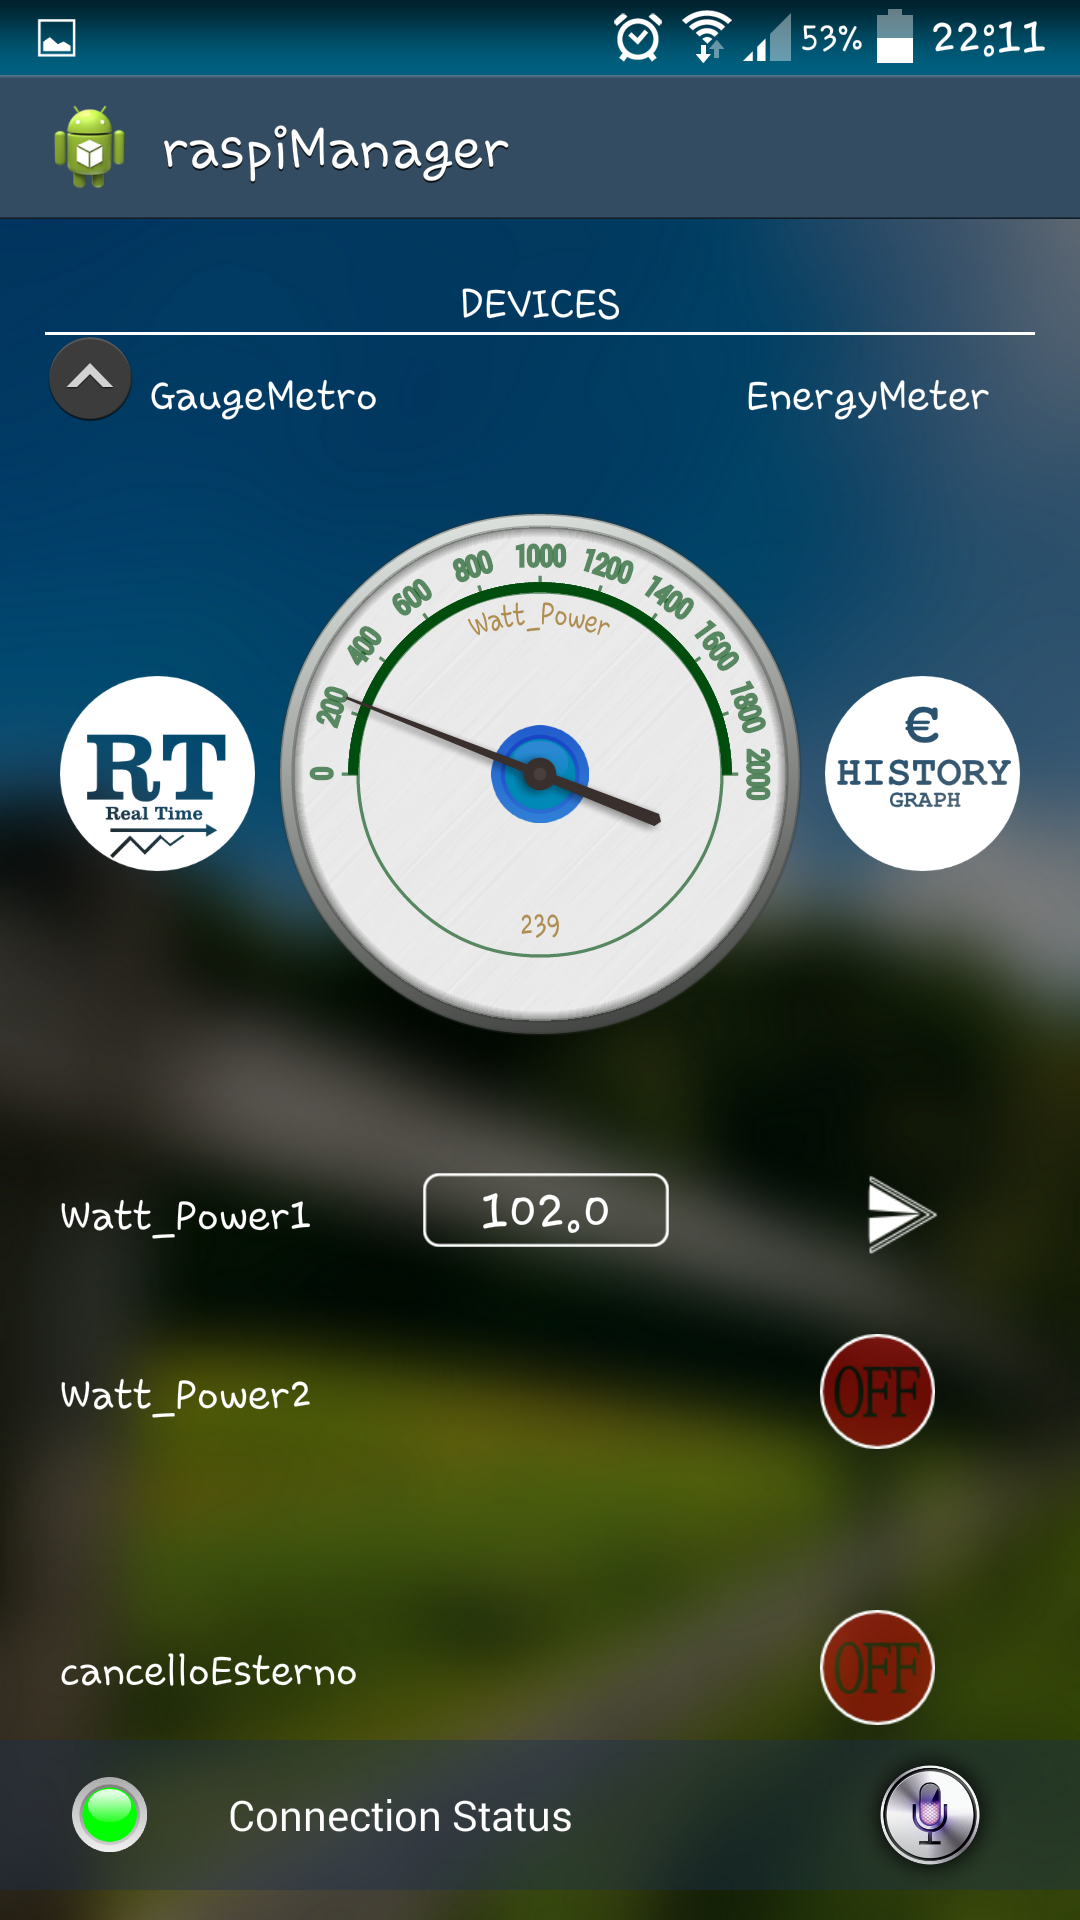 53% 22:11
raspiManager
DEVICES
GaugeMetro EnergyMeter
0 200 400 600 800 1000 1200 1400 1600 1800 2000
Watt_Power
239
RT
Real Time
€
HISTORY
GRAPH
Watt_Power1 102.0
Watt_Power2 OFF
cancelloEsterno OFF
Connection Status